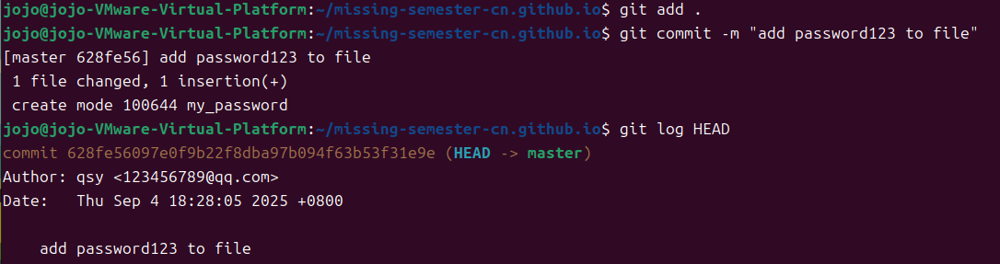 jojo@jojo-VMware-Virtual-Platform:~/missing-semester-cn.github.io$ git add .
jojo@jojo-VMware-Virtual-Platform:~/missing-semester-cn.github.io$ git commit -m "add password123 to file"
[master 628fe56] add password123 to file
 1 file changed, 1 insertion(+)
 create mode 100644 my_password
jojo@jojo-VMware-Virtual-Platform:~/missing-semester-cn.github.io$ git log HEAD
commit 628fe56097e0f9b22f8dba97b094f63b53f31e9e (HEAD -> master)
Author: qsy <123456789@qq.com>
Date:   Thu Sep 4 18:28:05 2025 +0800
    add password123 to file